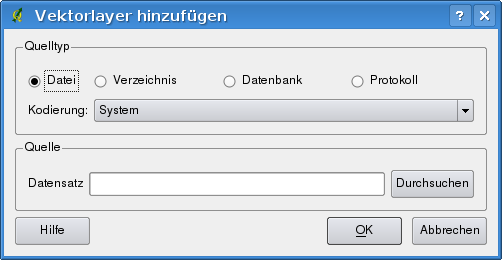 Vektorlayer hinzufügen
Quelltyp
Datei Verzeichnis Datenbank Protokoll
Kodierung: System
Quelle
Datensatz Durchsuchen
Hilfe OK Abbrechen